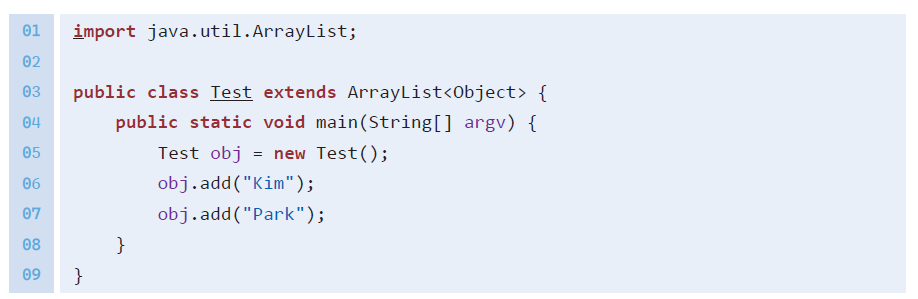 01 import java.util.ArrayList;
02
03 public class Test extends ArrayList<Object> {
04     public static void main(String[] argv) {
05         Test obj = new Test();
06         obj.add("Kim");
07         obj.add("Park");
08     }
09 }